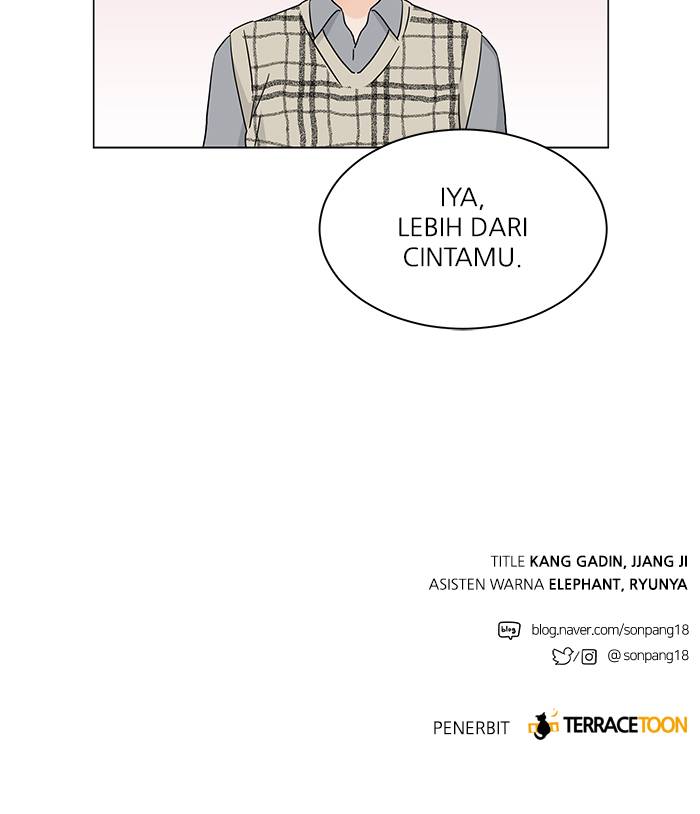 IYA,
LEBIH DARI
CINTAMU.
TITLE KANG GADIN, JJANG JI
ASISTEN WARNA ELEPHANT, RYUNYA
blog blog.naver.com/sonpang18
/ @sonpang18
PENERBIT TERRACETOON